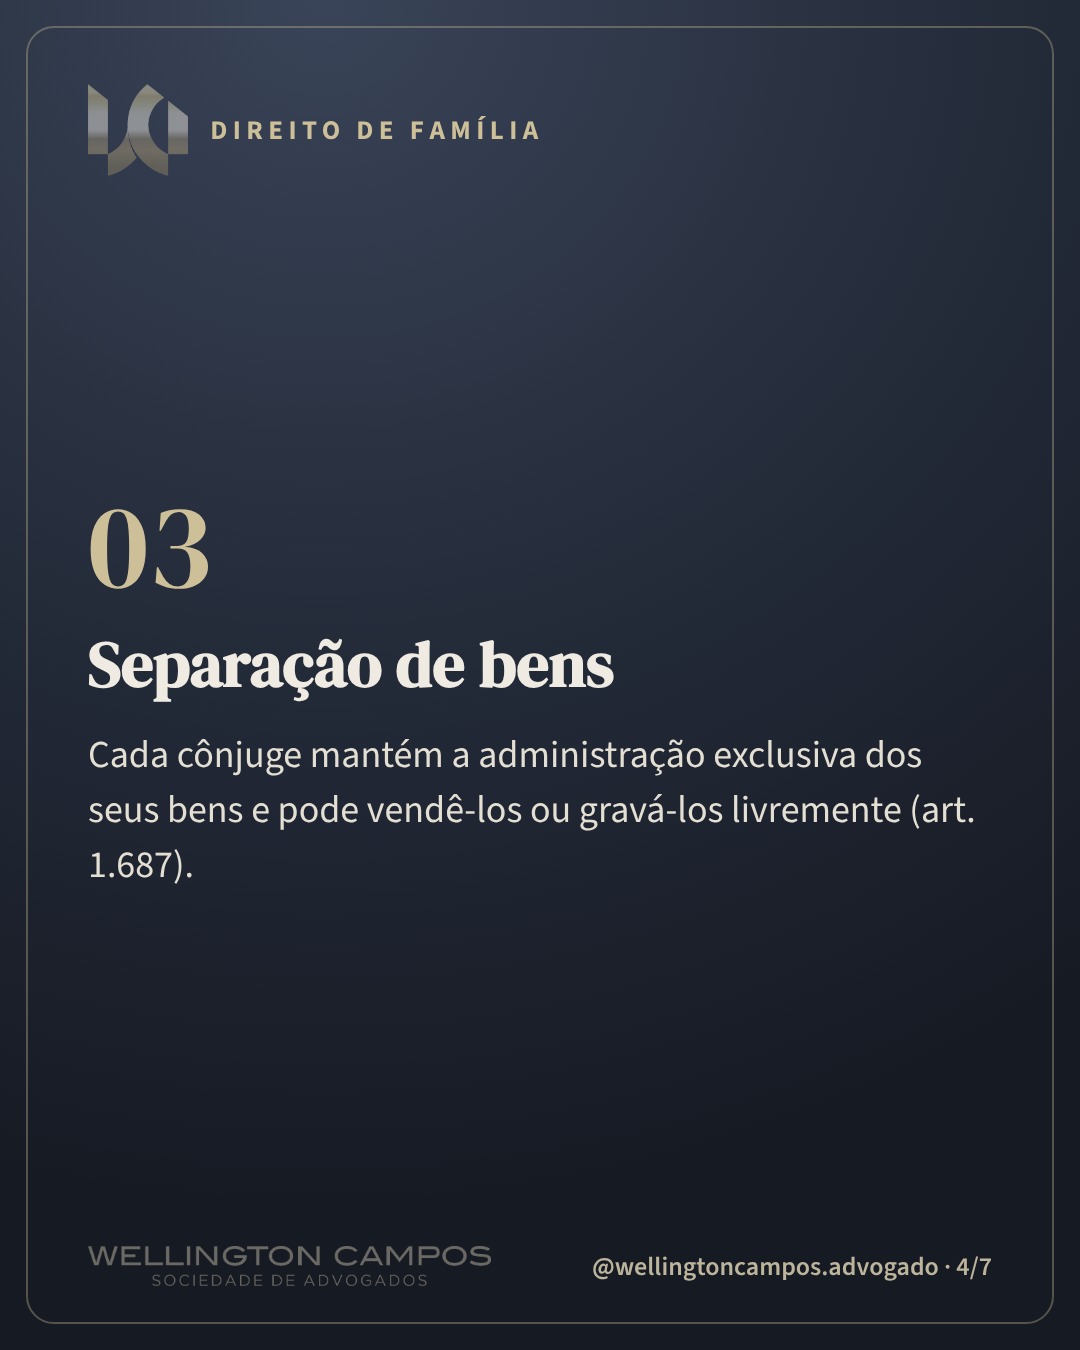 DIREITO DE FAMÍLIA
03
Separação de bens
Cada cônjuge mantém a administração exclusiva dos
seus bens e pode vendê-los ou gravá-los livremente (art.
1.687).
WELLINGTON CAMPOS
SOCIEDADE DE ADVOGADOS
@wellingtoncampos.advogado · 4/7